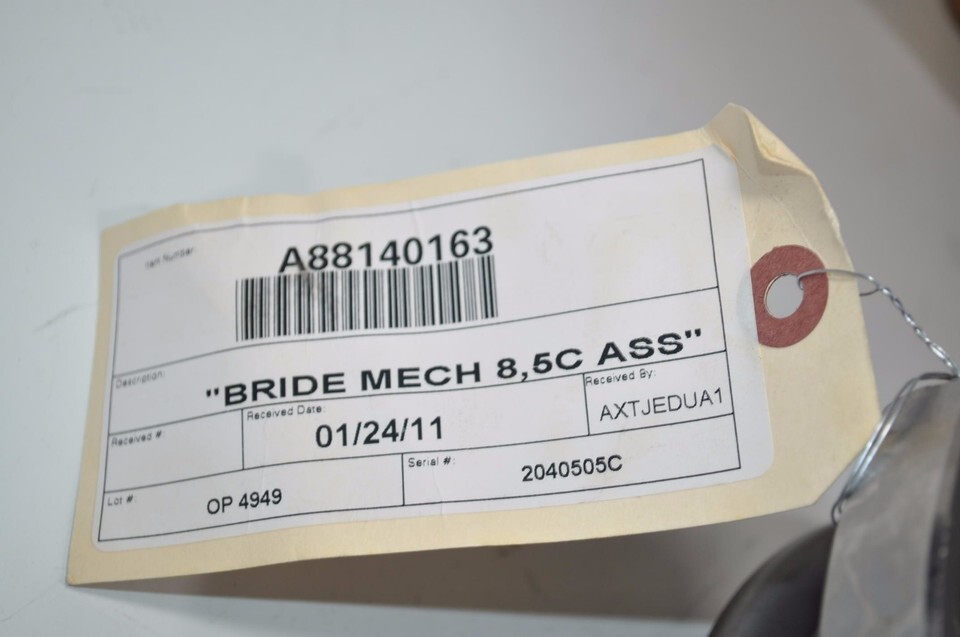 Item Number:
A88140163
Description:
"BRIDE MECH 8,5C ASS"
Received #:
Received Date:
01/24/11
Received By:
AXTJEDUA1
Lot #:
OP 4949
Serial #:
2040505C